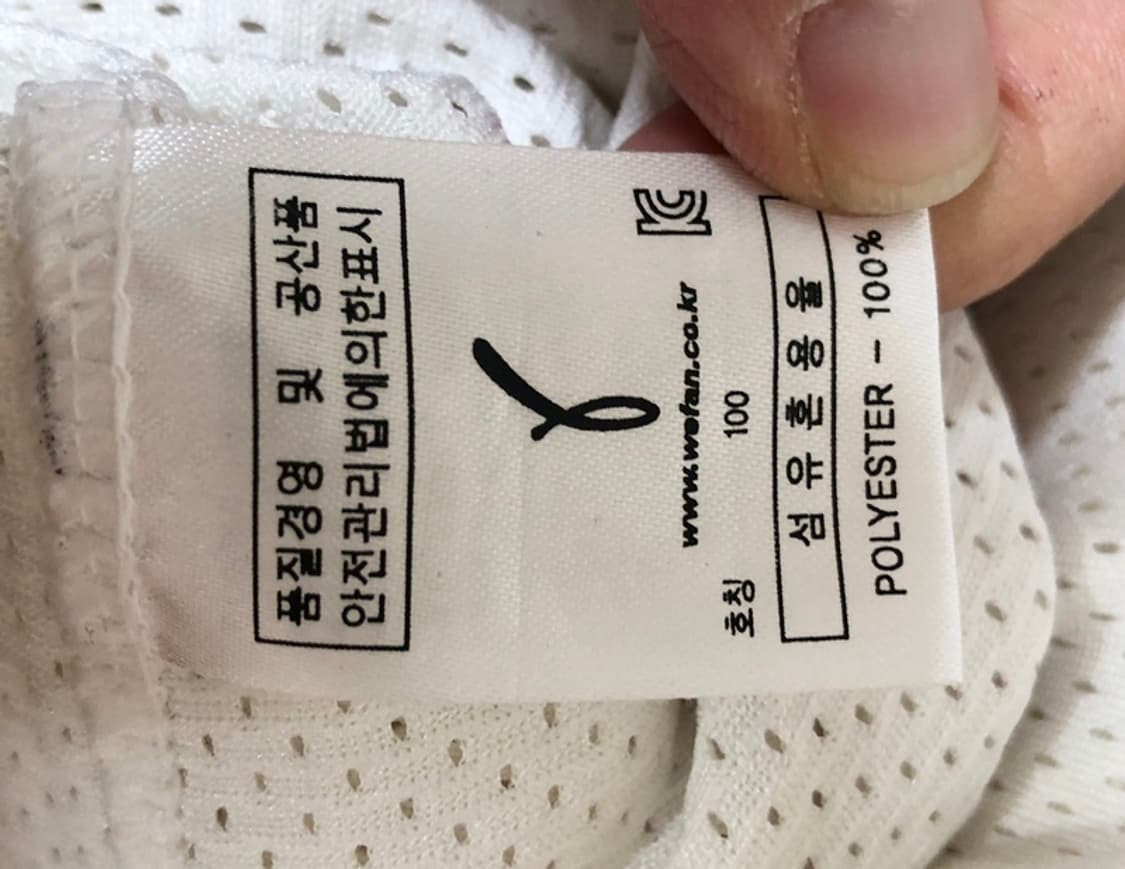 품질경영 및 공산품
안전관리법에의한표시
KC
www.wefan.co.kr
호칭 100
섬유혼용율
POLYESTER - 100%